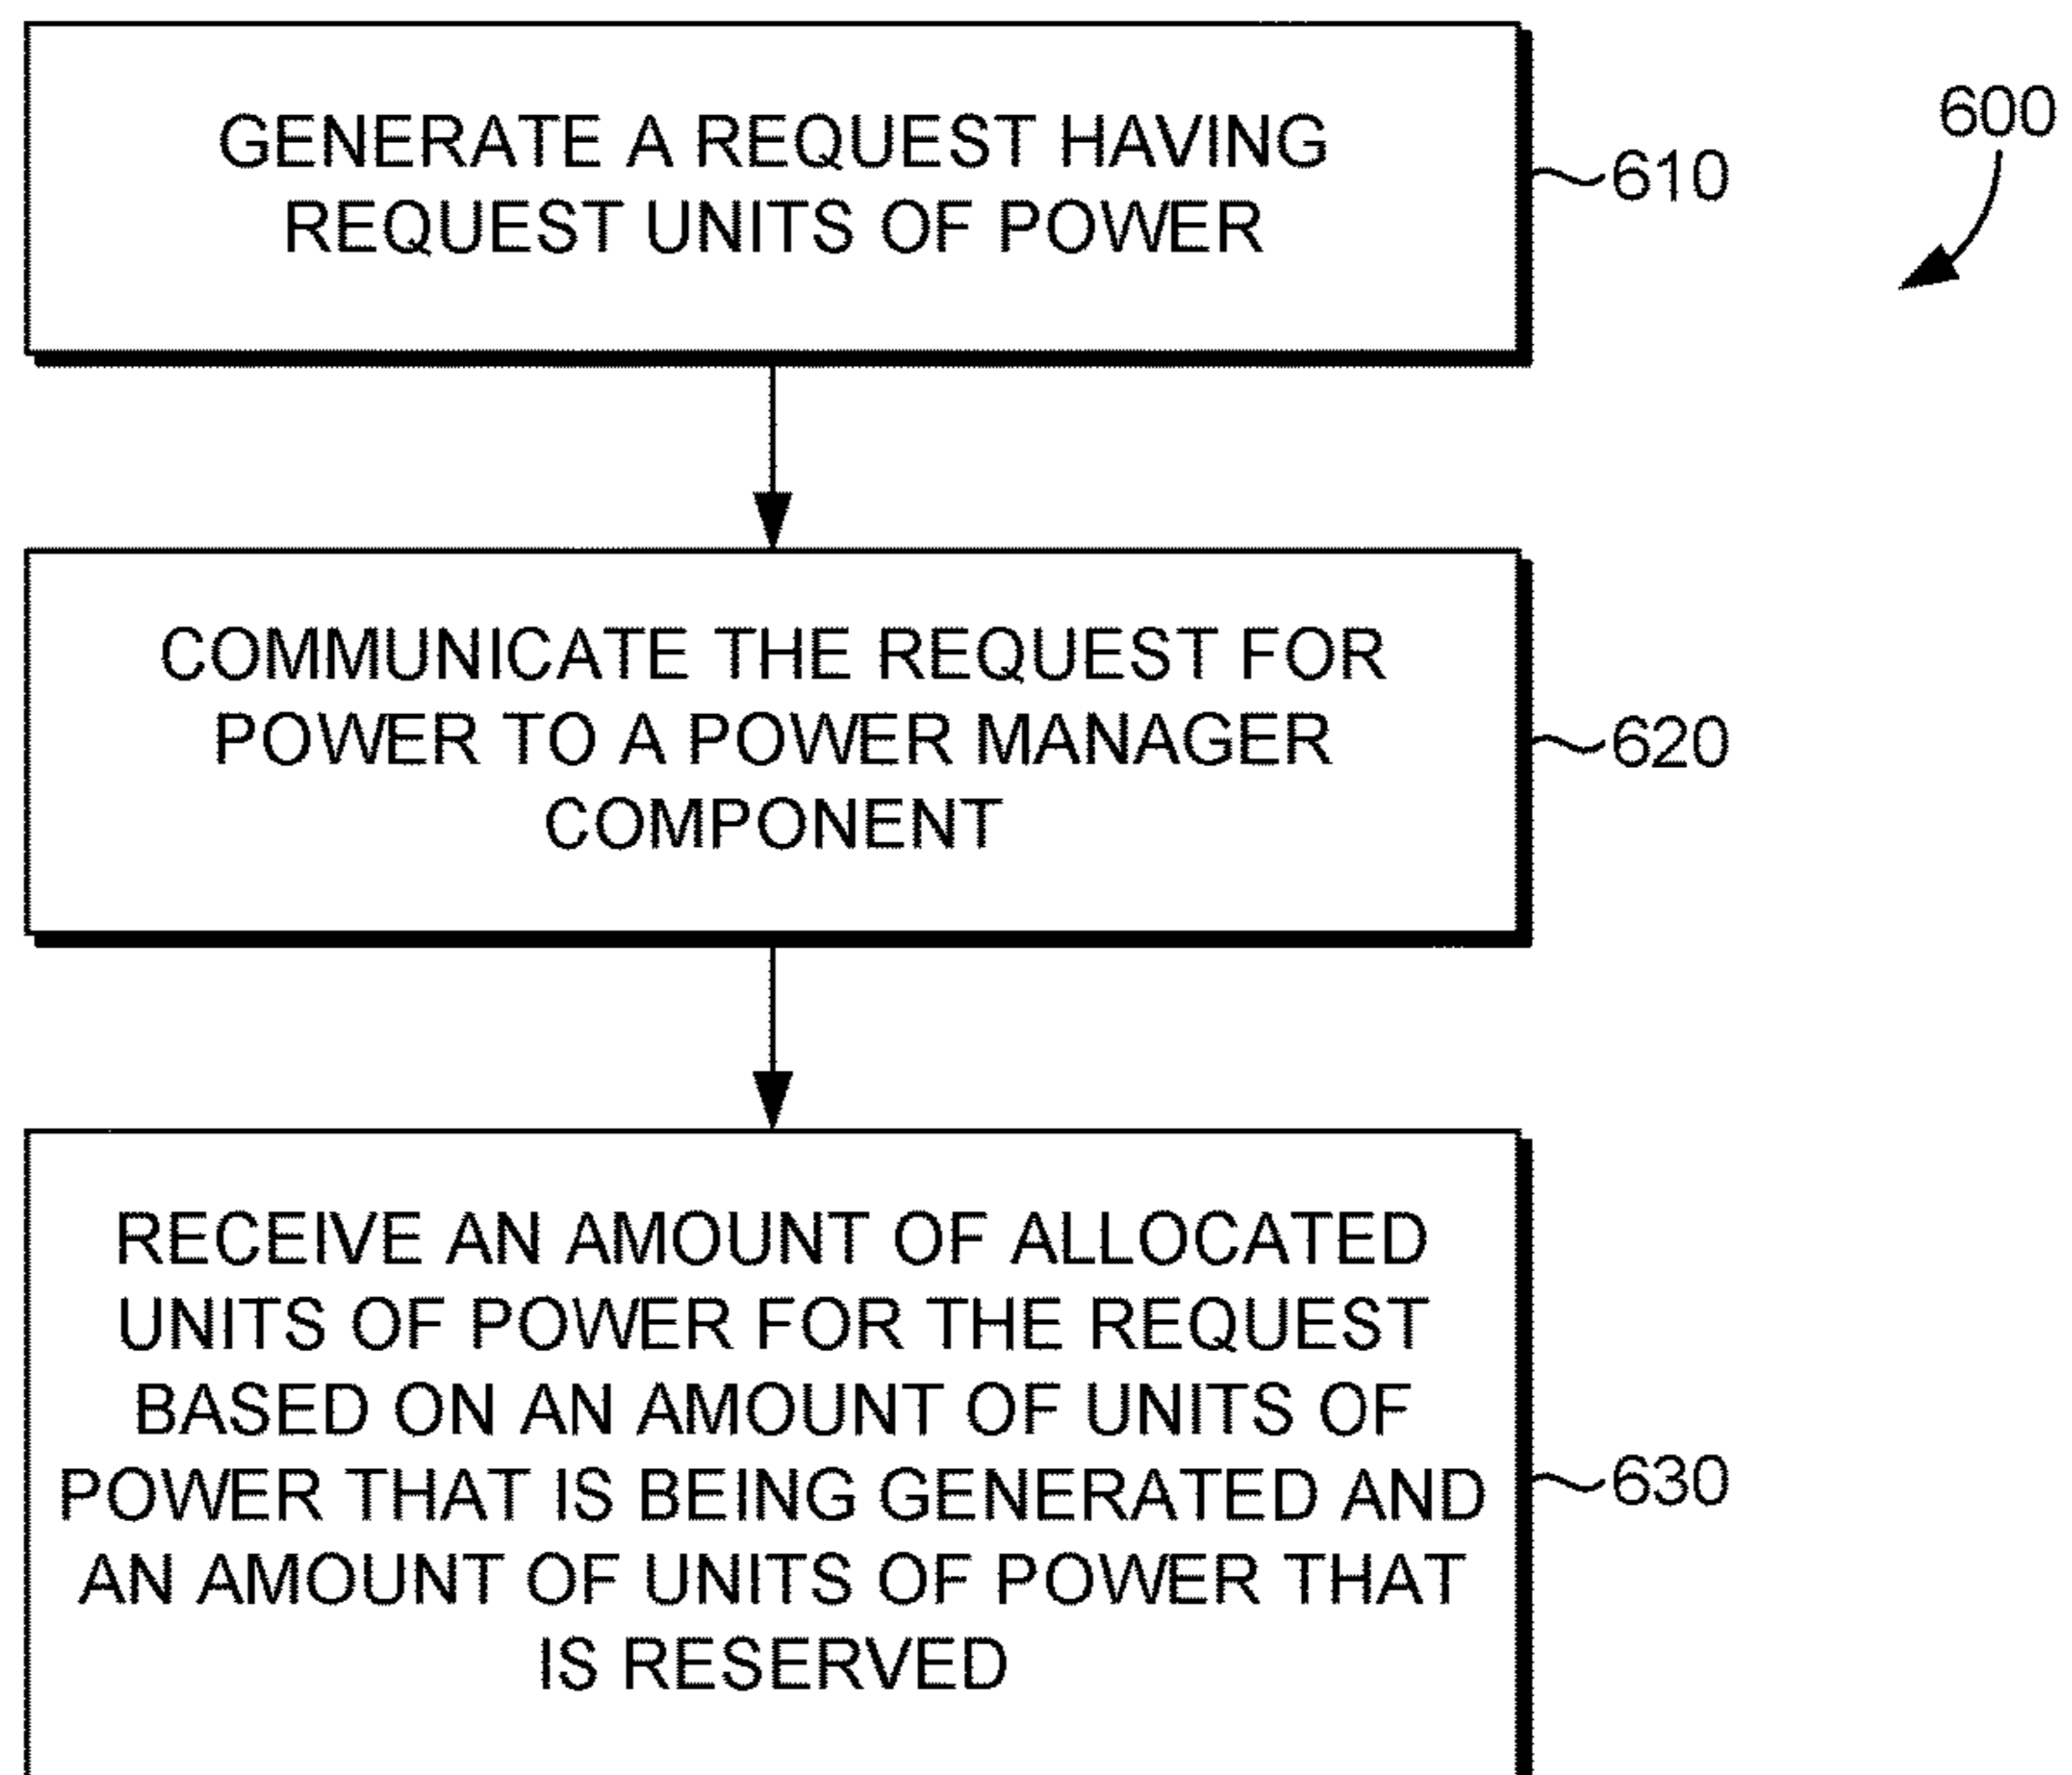 GENERATE A REQUEST HAVING
REQUEST UNITS OF POWER
610
600
COMMUNICATE THE REQUEST FOR
POWER TO A POWER MANAGER
COMPONENT
620
RECEIVE AN AMOUNT OF ALLOCATED
UNITS OF POWER FOR THE REQUEST
BASED ON AN AMOUNT OF UNITS OF
POWER THAT IS BEING GENERATED AND
AN AMOUNT OF UNITS OF POWER THAT
IS RESERVED
630